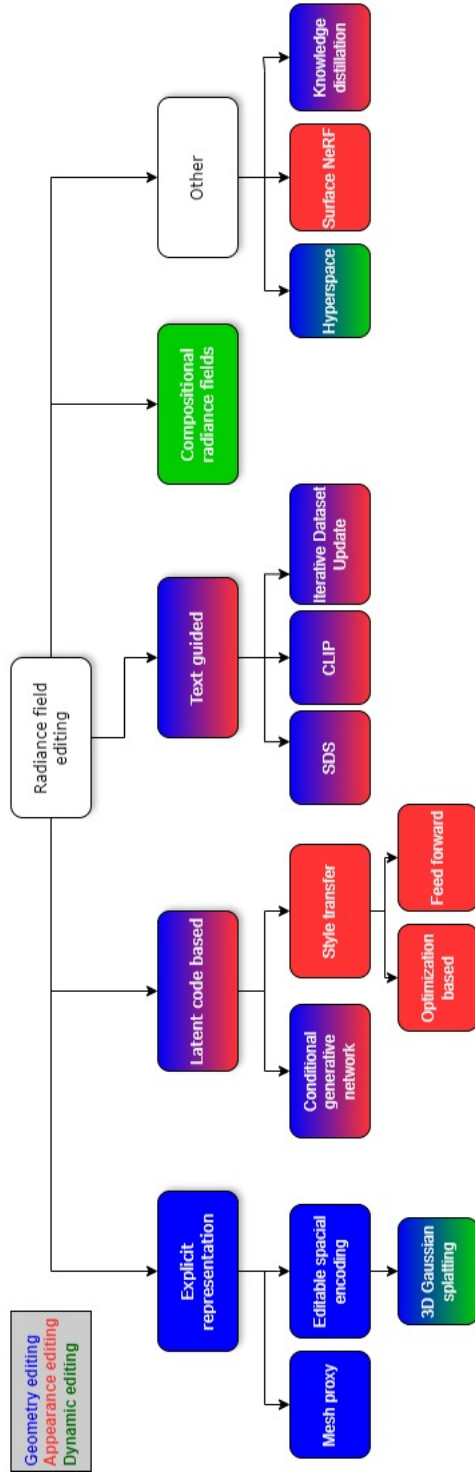 Geometry editing
Appearance editing
Dynamic editing
Radiance field
editing
Explicit
representation
Latent code based
Text guided
Compositional
radiance fields
Other
Mesh proxy
Editable spacial
encoding
Conditional
generative
network
Style transfer
SDS
CLIP
Iterative Dataset
Update
Hyperspace
Surface NeRF
Knowledge
distillation
3D Gaussian
splatting
Optimization
based
Feed forward